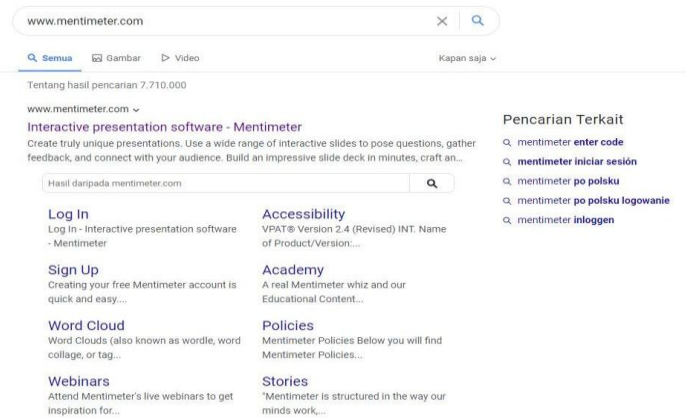 www.mentimeter.com
Semua Gambar Video Kapan saja
Tentang hasil pencarian 7.710.000
www.mentimeter.com
Interactive presentation software - Mentimeter
Create truly unique presentations. Use a wide range of interactive slides to pose questions, gather
feedback, and connect with your audience. Build an impressive slide deck in minutes, craft an...
Hasil daripada mentimeter.com
Log In
Log In - Interactive presentation software
- Mentimeter
Accessibility
VPAT® Version 2.4 (Revised) INT. Name
of Product/Version:...
Sign Up
Creating your free Mentimeter account is
quick and easy....
Academy
A real Mentimeter whiz and our
Educational Content...
Word Cloud
Word Clouds (also known as wordle, word
collage, or tag...
Policies
Mentimeter Policies Below you will find
Mentimeter Policies...
Webinars
Attend Mentimeter's live webinars to get
inspiration for...
Stories
"Mentimeter is structured in the way our
minds work,...
Pencarian Terkait
mentimeter enter code
mentimeter iniciar sesión
mentimeter po polsku
mentimeter po polsku logowanie
mentimeter inloggen